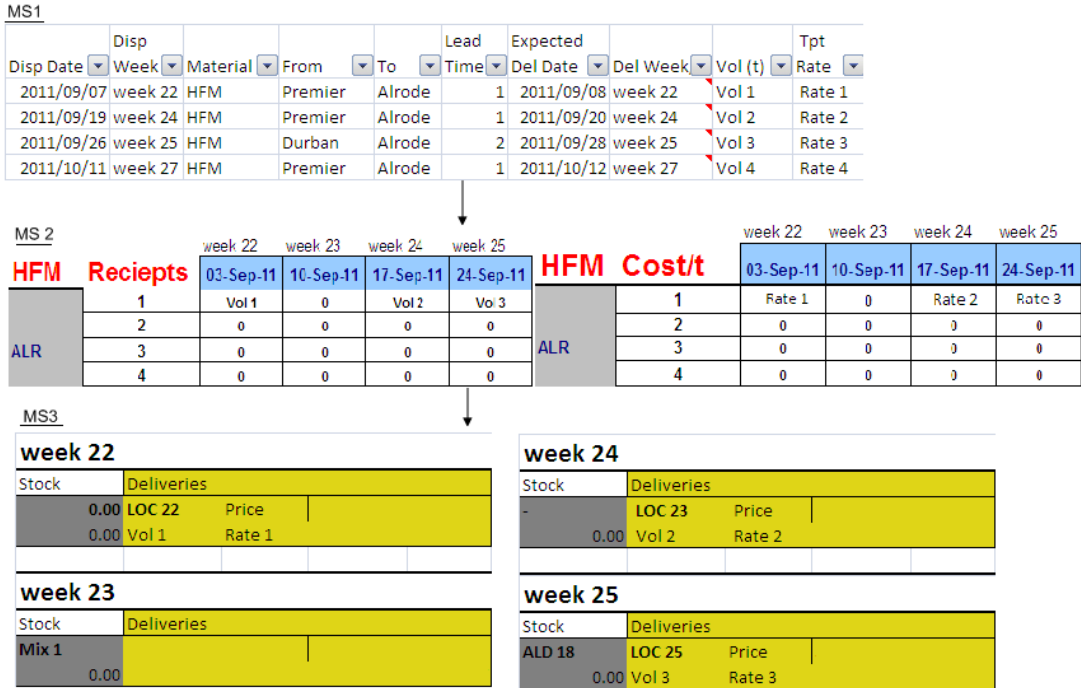 MS1
Disp Date Disp Week Material From To Lead Time Expected Del Date Del Week Vol (t) Tpt Rate
2011/09/07 week 22 HFM Premier Alrode 1 2011/09/08 week 22 Vol 1 Rate 1
2011/09/19 week 24 HFM Premier Alrode 1 2011/09/20 week 24 Vol 2 Rate 2
2011/09/26 week 25 HFM Durban Alrode 2 2011/09/28 week 25 Vol 3 Rate 3
2011/10/11 week 27 HFM Premier Alrode 1 2011/10/12 week 27 Vol 4 Rate 4
MS 2
week 22 week 23 week 24 week 25
HFM Reciepts 03-Sep-11 10-Sep-11 17-Sep-11 24-Sep-11
1 Vol 1 0 Vol 2 Vol 3
2 0 0 0 0
ALR 3 0 0 0 0
4 0 0 0 0
week 22 week 23 week 24 week 25
HFM Cost/t 03-Sep-11 10-Sep-11 17-Sep-11 24-Sep-11
1 Rate 1 0 Rate 2 Rate 3
2 0 0 0 0
ALR 3 0 0 0 0
4 0 0 0 0
MS3
week 22
Stock Deliveries
0.00 LOC 22 Price
0.00 Vol 1 Rate 1
week 23
Stock Deliveries
Mix 1
0.00
week 24
Stock Deliveries
- LOC 23 Price
0.00 Vol 2 Rate 2
week 25
Stock Deliveries
ALD 18 LOC 25 Price
0.00 Vol 3 Rate 3